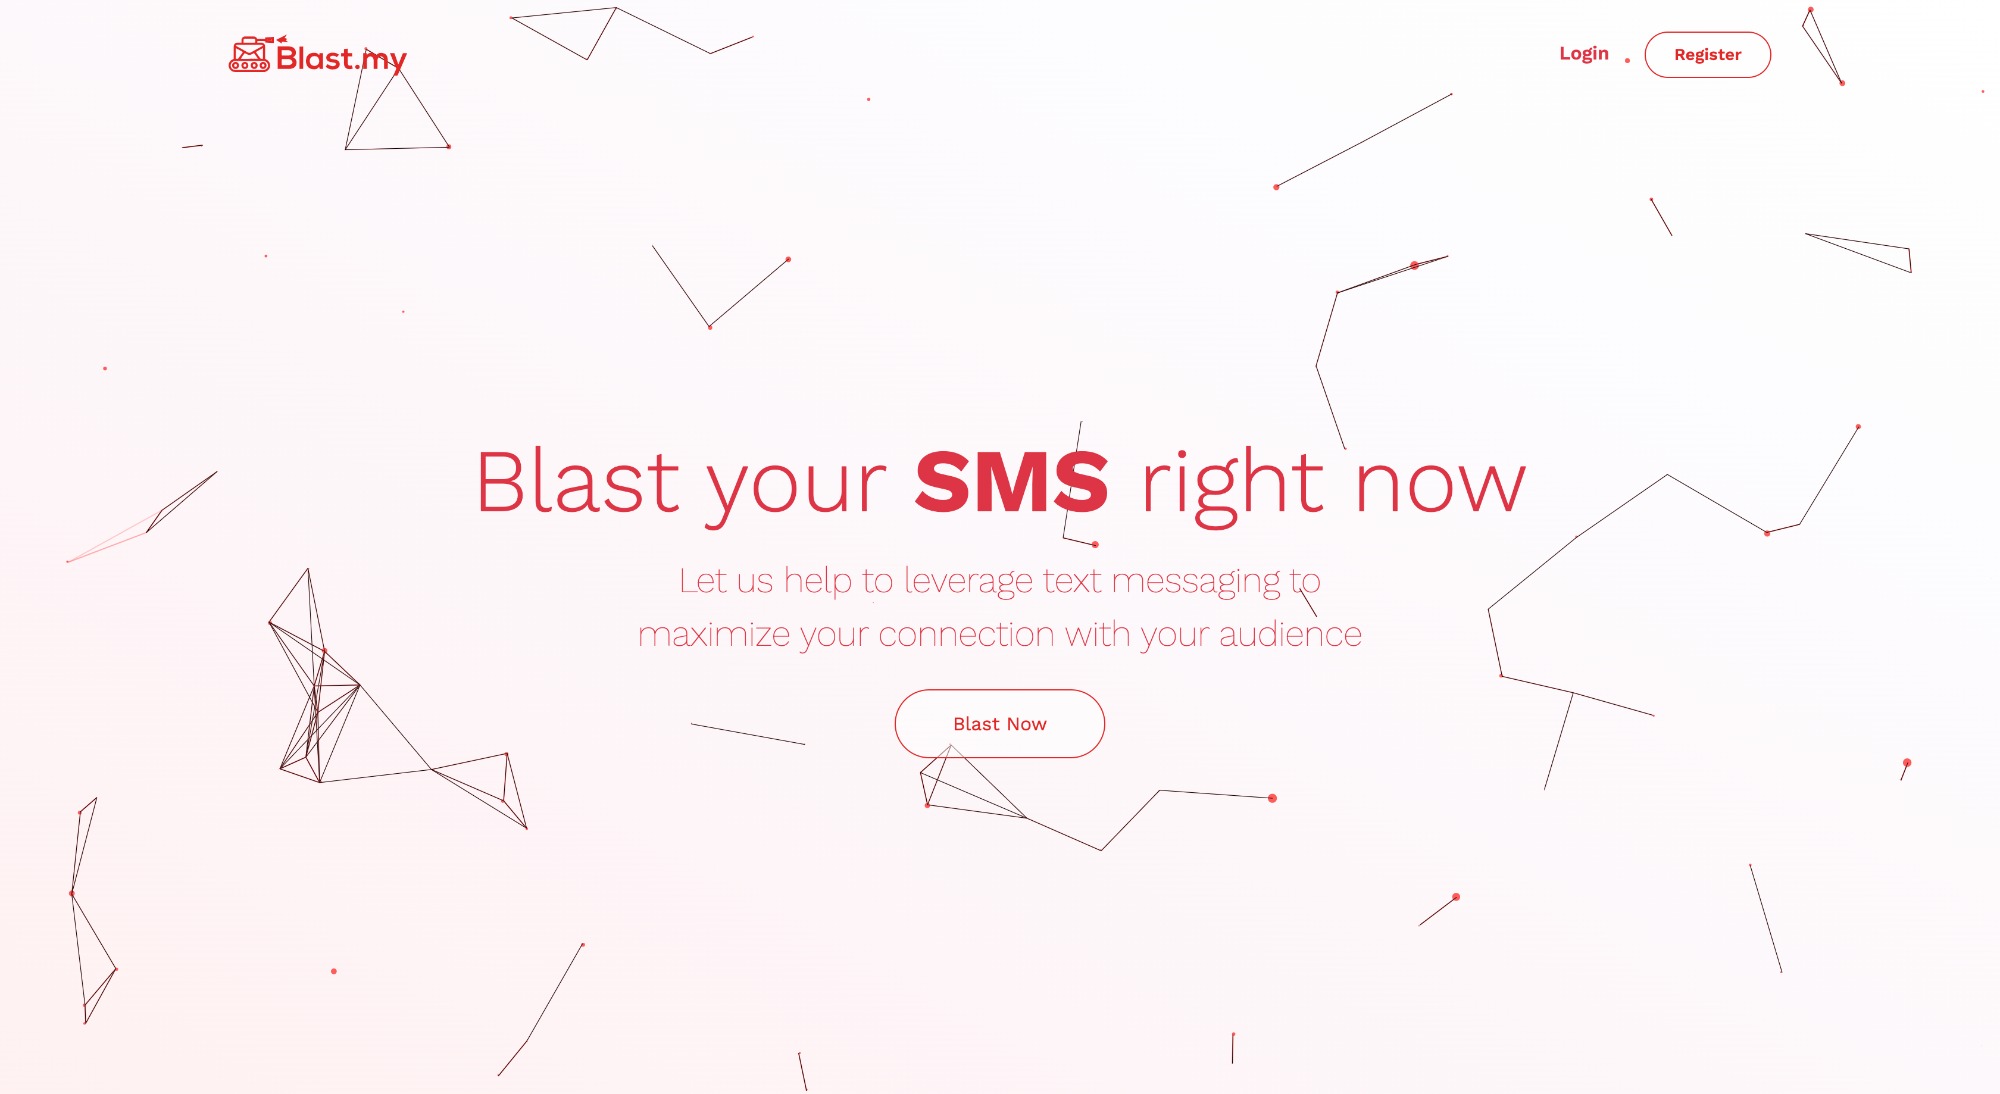 Blast.my
Login
Register
Blast your SMS right now
Let us help to leverage text messaging to
maximize your connection with your audience
Blast Now